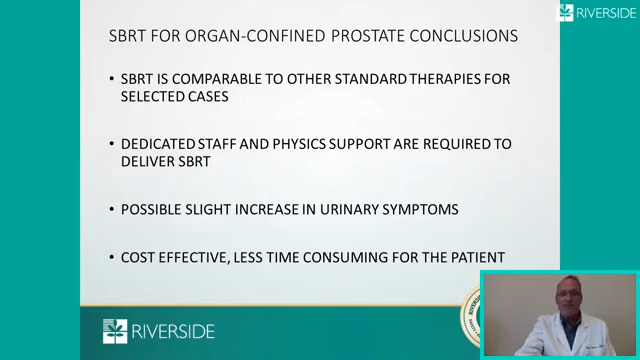 RIVERSIDE
SBRT FOR ORGAN-CONFINED PROSTATE CONCLUSIONS
• SBRT IS COMPARABLE TO OTHER STANDARD THERAPIES FOR
SELECTED CASES
• DEDICATED STAFF AND PHYSICS SUPPORT ARE REQUIRED TO
DELIVER SBRT
• POSSIBLE SLIGHT INCREASE IN URINARY SYMPTOMS
• COST EFFECTIVE, LESS TIME CONSUMING FOR THE PATIENT
RIVERSIDE